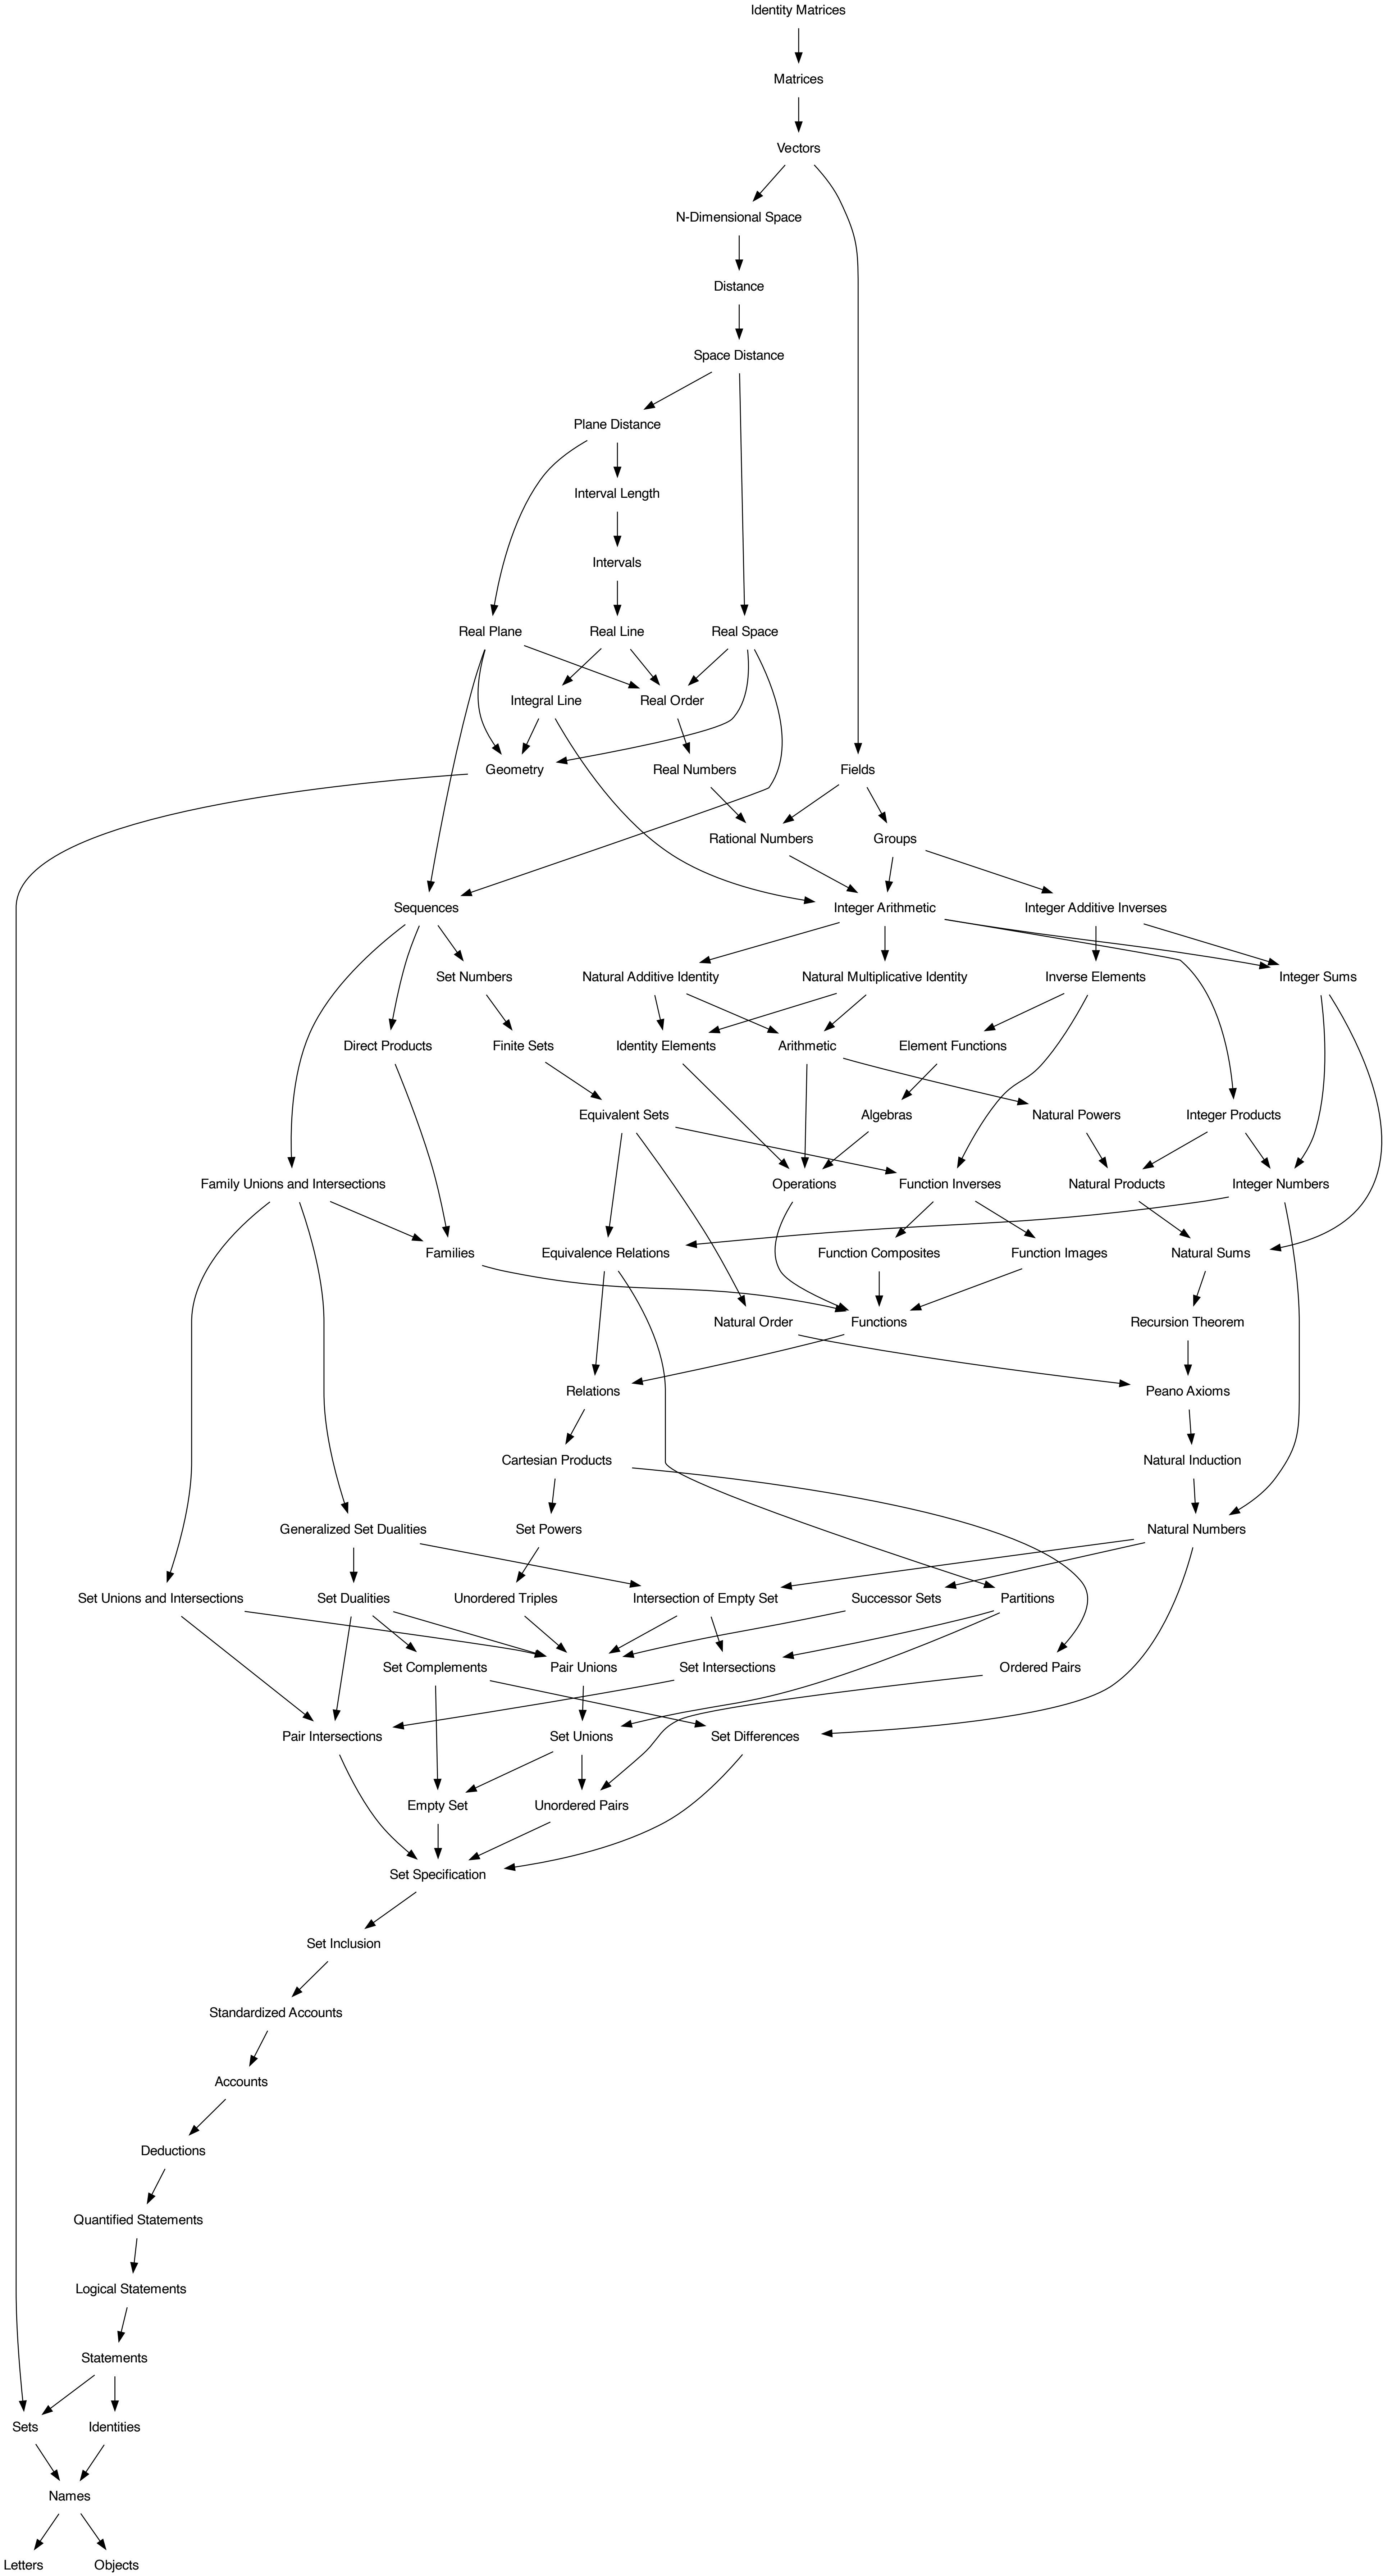 Identity Matrices
Matrices
Vectors
N-Dimensional Space
Distance
Space Distance
Plane Distance
Interval Length
Intervals
Real Plane
Real Line
Real Space
Integral Line
Real Order
Geometry
Real Numbers
Fields
Rational Numbers
Groups
Sequences
Integer Arithmetic
Integer Additive Inverses
Set Numbers
Natural Additive Identity
Natural Multiplicative Identity
Inverse Elements
Integer Sums
Direct Products
Finite Sets
Identity Elements
Arithmetic
Element Functions
Equivalent Sets
Algebras
Natural Powers
Integer Products
Family Unions and Intersections
Operations
Function Inverses
Natural Products
Integer Numbers
Families
Equivalence Relations
Function Composites
Function Images
Natural Sums
Natural Order
Functions
Recursion Theorem
Relations
Peano Axioms
Cartesian Products
Natural Induction
Generalized Set Dualities
Set Powers
Natural Numbers
Set Unions and Intersections
Set Dualities
Unordered Triples
Intersection of Empty Set
Successor Sets
Partitions
Set Complements
Pair Unions
Set Intersections
Ordered Pairs
Pair Intersections
Set Unions
Set Differences
Empty Set
Unordered Pairs
Set Specification
Set Inclusion
Standardized Accounts
Accounts
Deductions
Quantified Statements
Logical Statements
Statements
Sets
Identities
Names
Letters
Objects